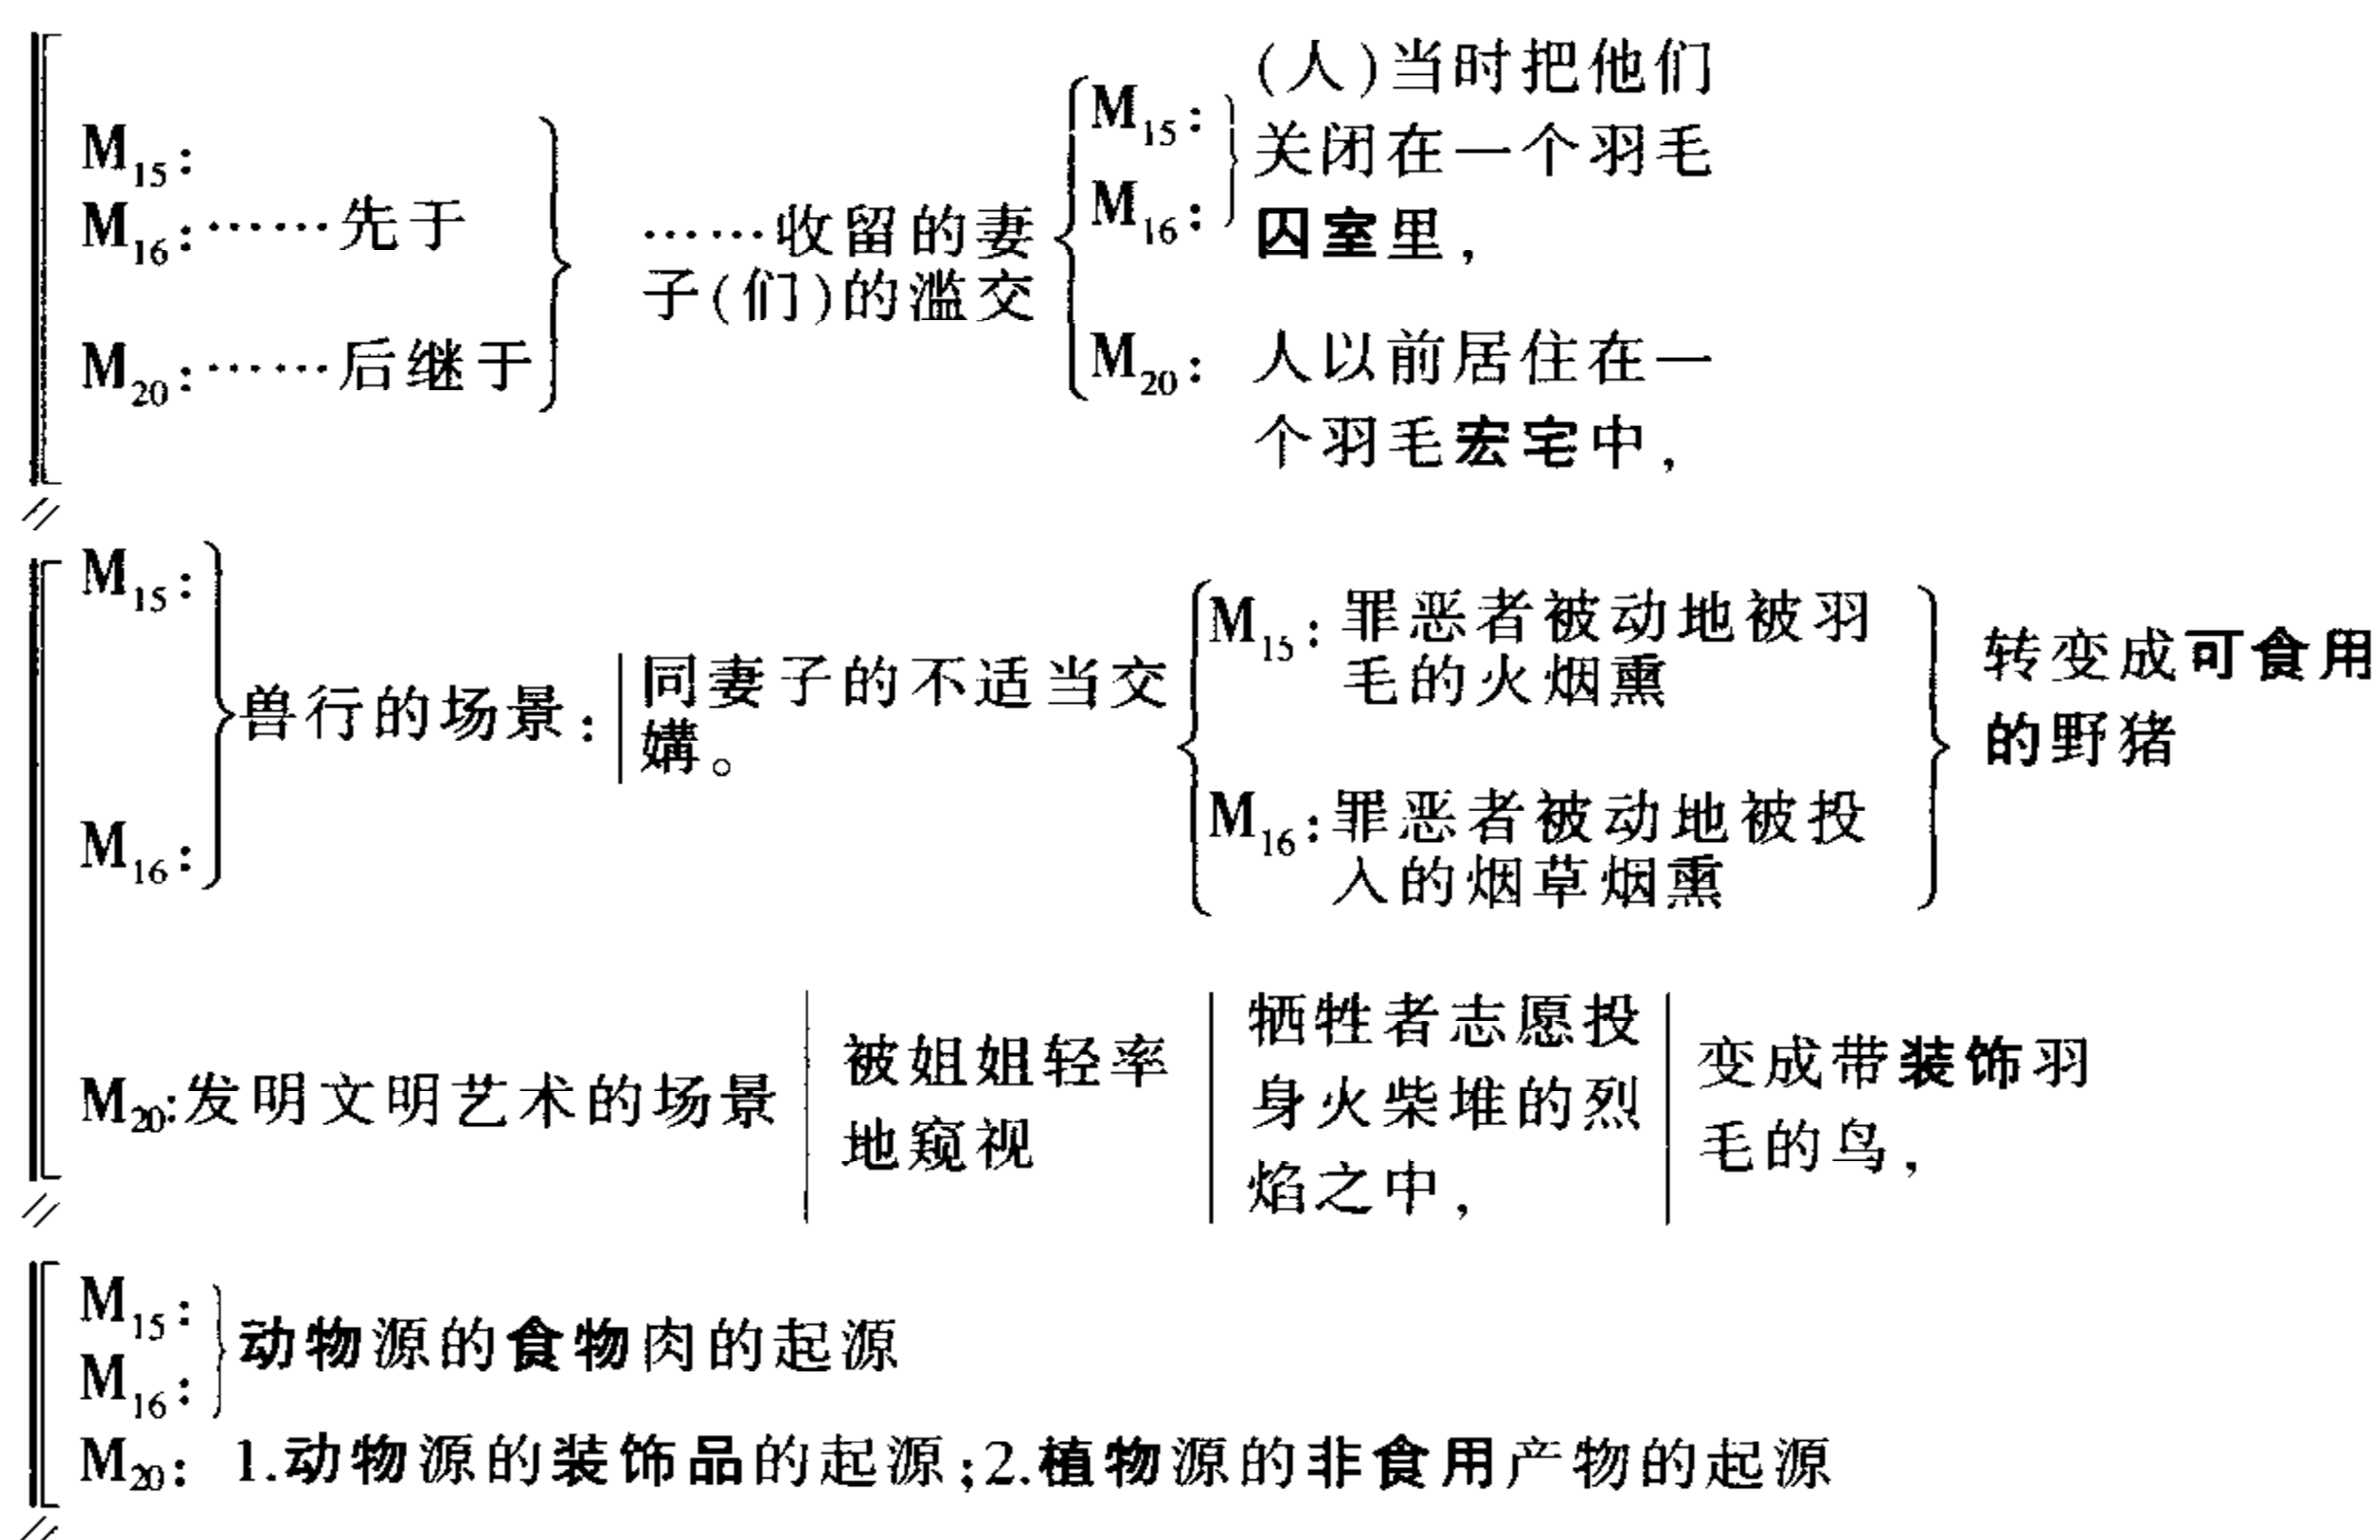 (人)当时把他们
M15:
关闭在一个羽毛
M15:
M16:
囚室里，
M16:……先于
……收留的妻
子(们)的滥交
M20:……后继于
M20: 人以前居住在一
个羽毛宏宅中，
M15:
M15: 罪恶者被动地被羽
毛的火烟熏
转变成可食用
的野猪
兽行的场景:
同妻子的不适当交
媾。
M16:
M16:罪恶者被动地被投
入的烟草烟熏
M20:发明文明艺术的场景
被姐姐轻率
地窥视
牺牲者志愿投
身火柴堆的烈
焰之中，
变成带装饰羽
毛的鸟，
M15:
M16:
动物源的食物肉的起源
M20: 1.动物源的装饰品的起源;2.植物源的非食用产物的起源